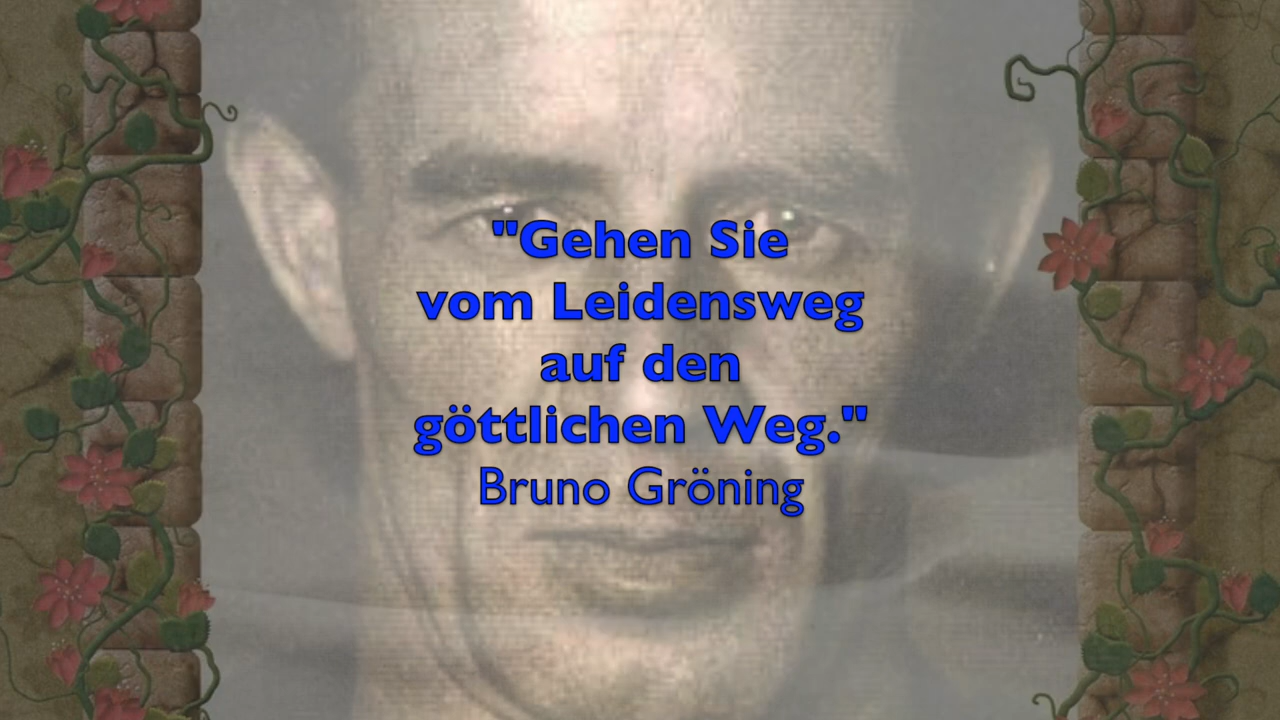 "Gehen Sie
vom Leidensweg
auf den
göttlichen Weg."
Bruno Gröning